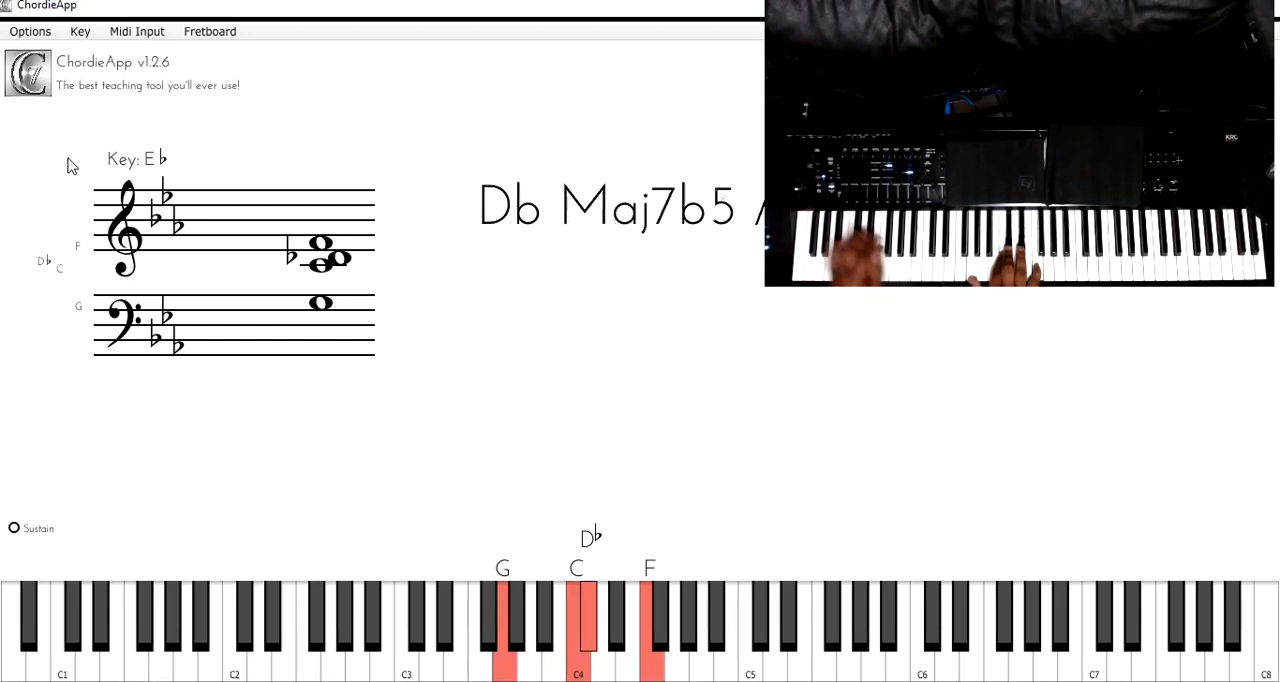 ChordieApp
Options Key Midi Input Fretboard
ChordieApp v1.2.6
The best teaching tool you'll ever use!
Key: E♭
Db Maj7b5 /
F
D♭ C
G
Sustain
D♭
G C F
C1 C2 C3 C4 C5 C6 C7 C8